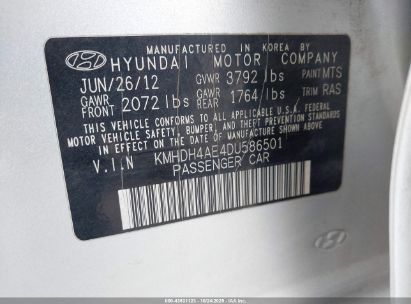 MANUFACTURED IN KOREA BY
HYUNDAI MOTOR COMPANY
JUN/26/12 GVWR 3792 lbs PAINT MTS
GAWR FRONT 2072 lbs GAWR REAR 1764 lbs TRIM RAS
THIS VEHICLE CONFORMS TO ALL APPLICABLE U.S.A. FEDERAL
MOTOR VEHICLE SAFETY, BUMPER, AND THEFT PREVENTION
STANDARDS IN EFFECT ON THE DATE OF MANUFACTURE SHOWN ABOVE.
V.I.N KMHDH4AE4DU586501
PASSENGER CAR